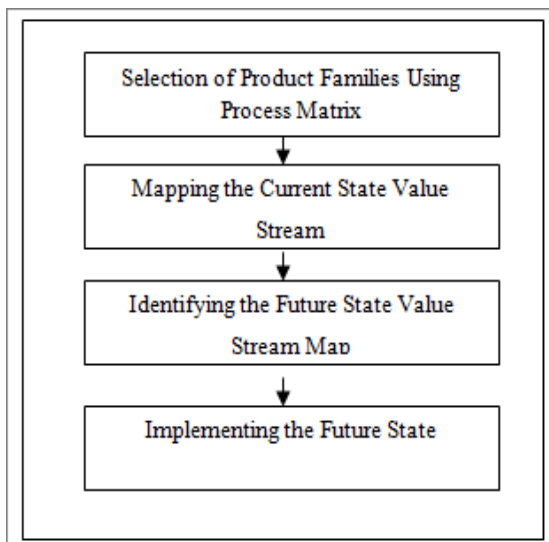 Selection of Product Families Using
Process Matrix
Mapping the Current State Value
Stream
Identifying the Future State Value
Stream Map
Implementing the Future State